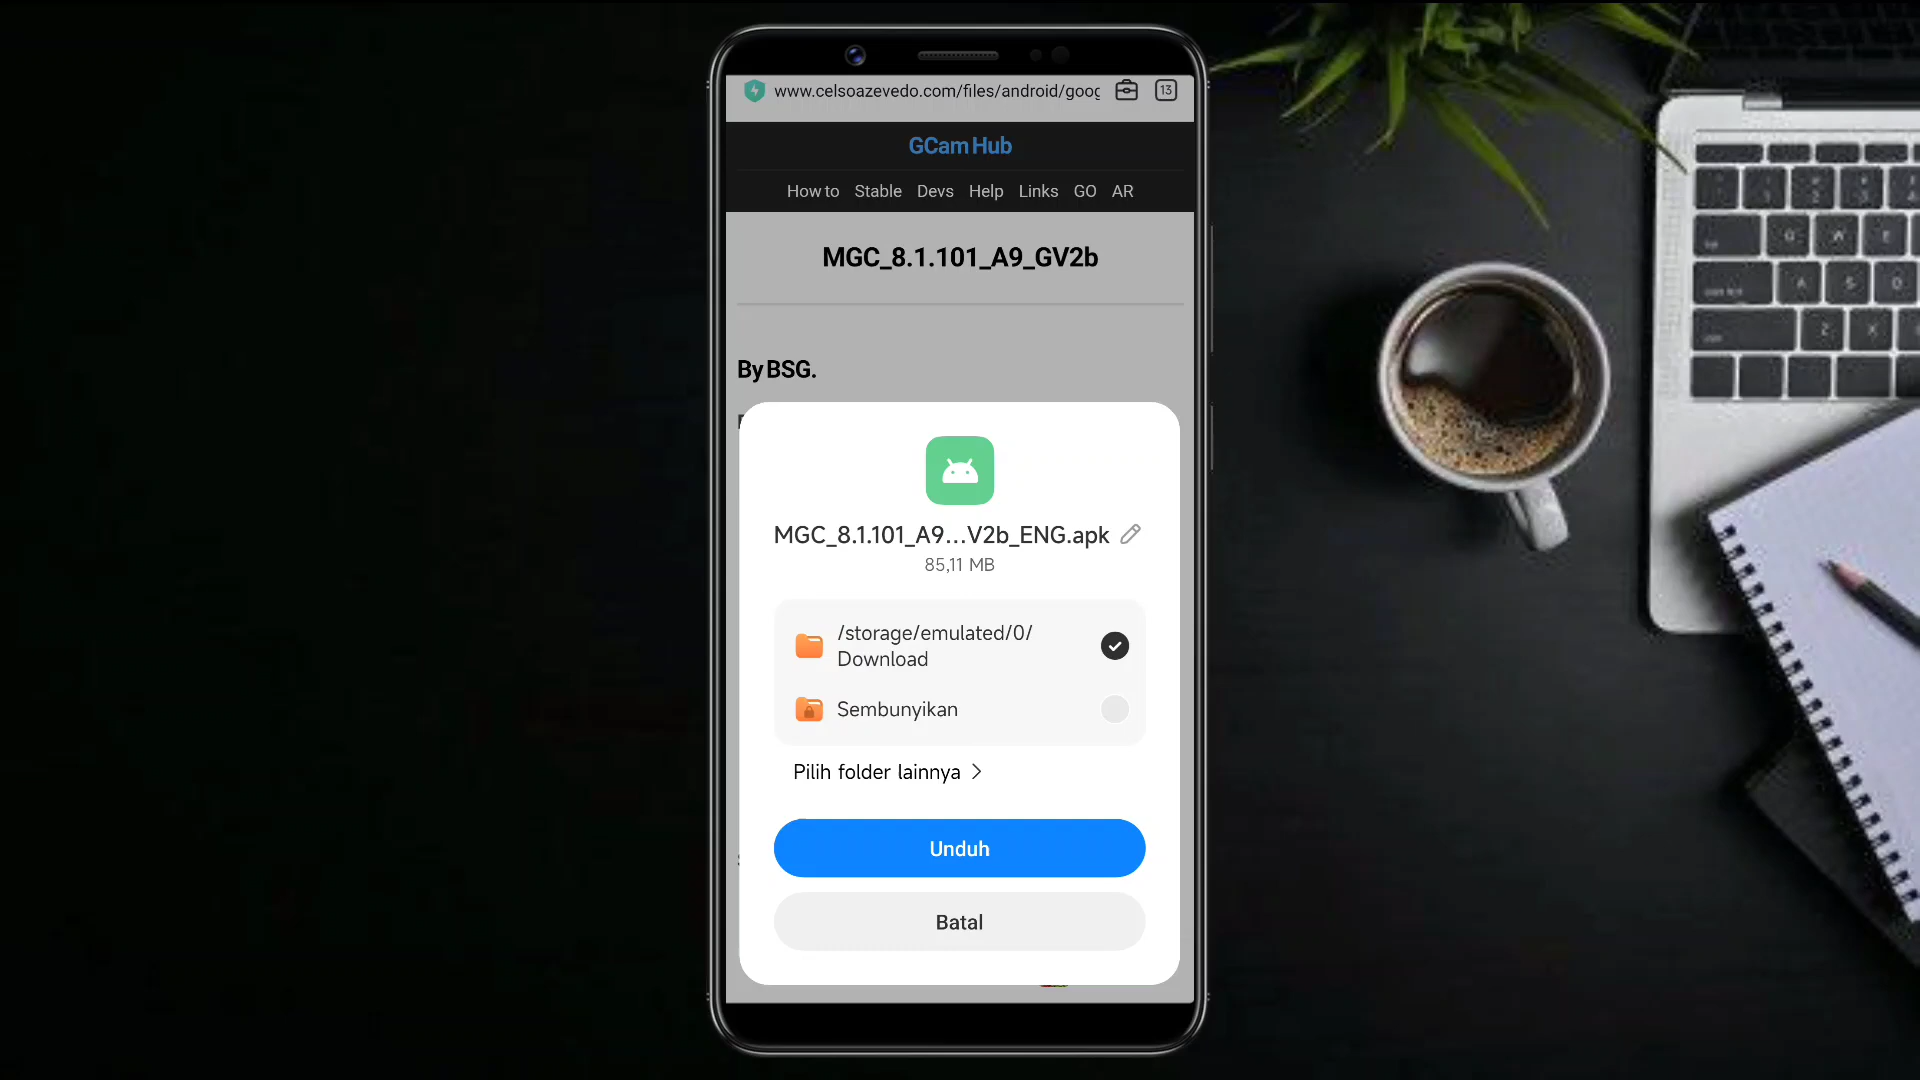 www.celsoazevedo.com/files/android/goog
13
GCam Hub
How to Stable Devs Help Links GO AR
MGC_8.1.101_A9_GV2b
By BSG.
MGC_8.1.101_A9...V2b_ENG.apk
85,11 MB
/storage/emulated/0/
Download
Sembunyikan
Pilih folder lainnya
Unduh
Batal